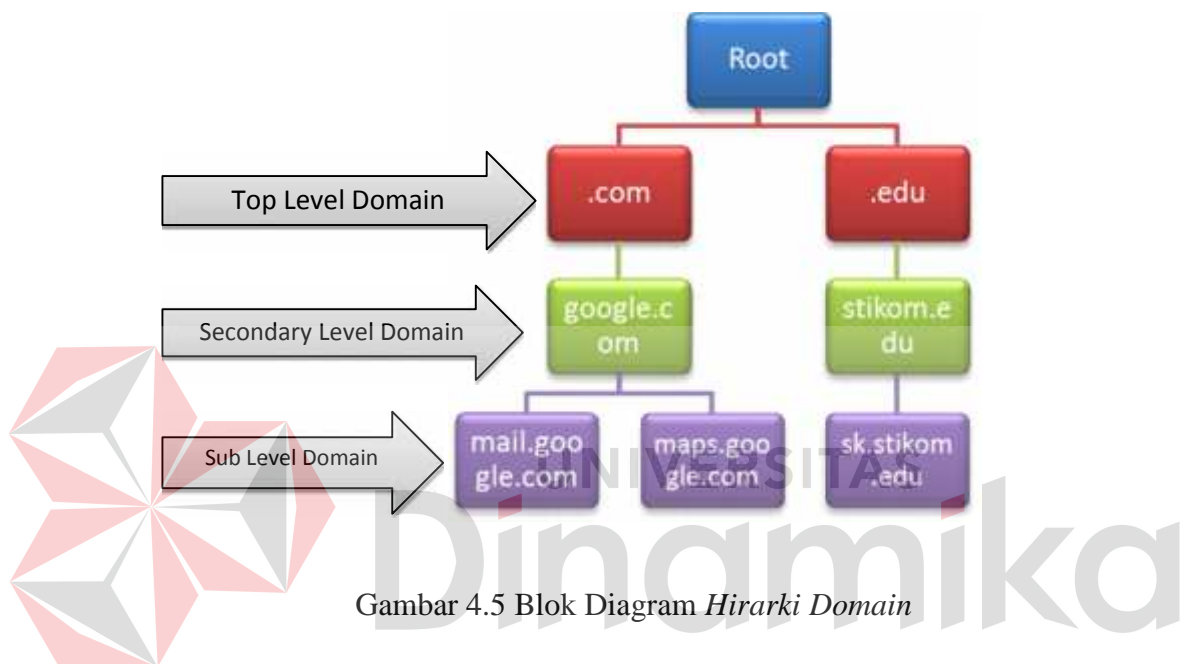 Root
Top Level Domain
.com
.edu
Secondary Level Domain
google.c
om
stikom.e
du
Sub Level Domain
mail.goo
gle.com
maps.goo
gle.com
sk.stikom
.edu
UNIVERSITAS
Dinamika
Gambar 4.5 Blok Diagram Hirarki Domain